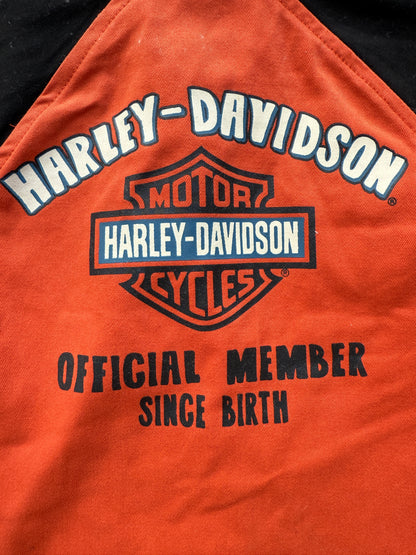 HARLEY-DAVIDSON®
MOTOR
HARLEY-DAVIDSON
CYCLES®
OFFICIAL MEMBER
SINCE BIRTH